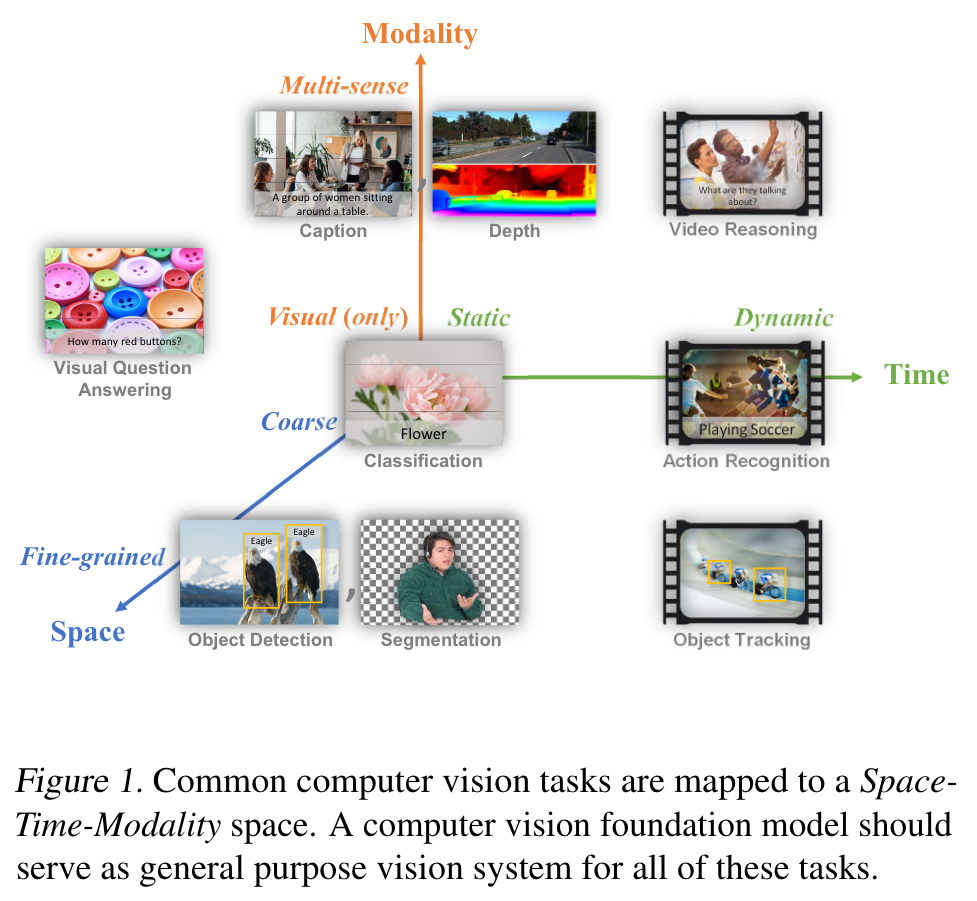 Modality
Multi-sense
A group of women sitting
around a table.
Caption
,
Depth
What are they talking
about?
Video Reasoning
How many red buttons?
Visual Question
Answering
Visual (only)
Static
Dynamic
Time
Flower
Classification
Playing Soccer
Action Recognition
Coarse
Fine-grained
Space
Eagle
Eagle
Object Detection
,
Segmentation
Object Tracking
Figure 1. Common computer vision tasks are mapped to a Space-
Time-Modality space. A computer vision foundation model should
serve as general purpose vision system for all of these tasks.